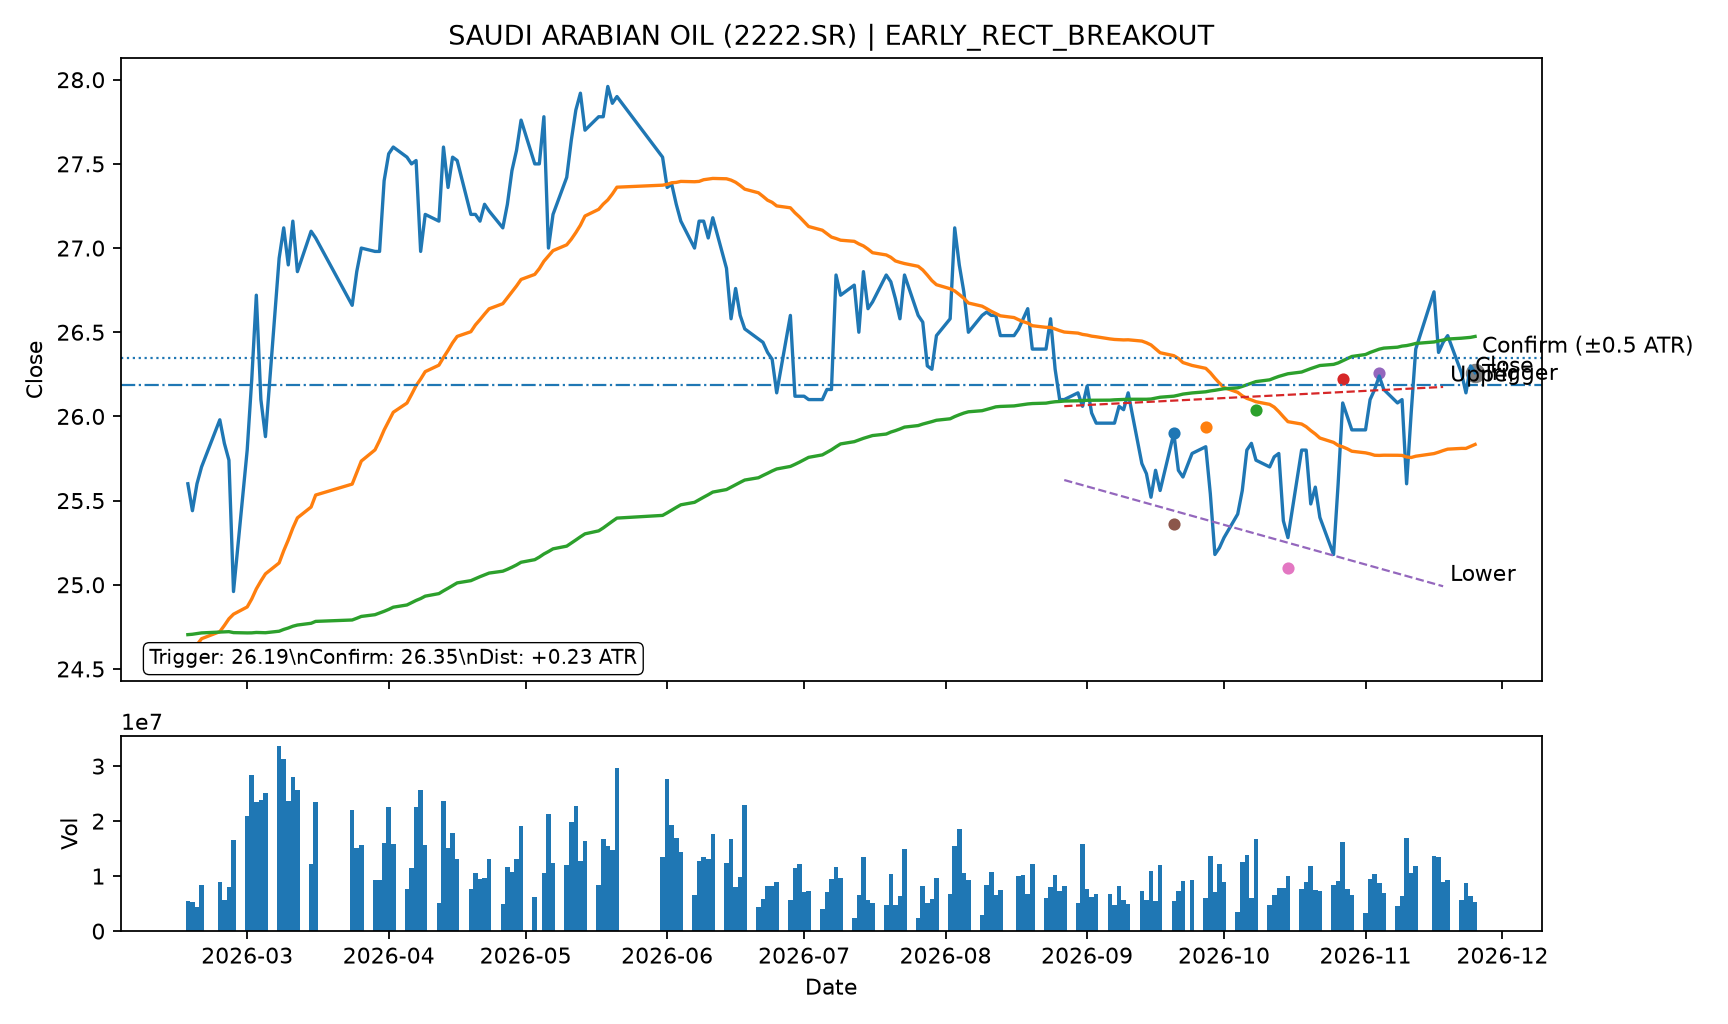 SAUDI ARABIAN OIL (2222.SR) | EARLY_RECT_BREAKOUT
Close
28.0
27.5
27.0
26.5
26.0
25.5
25.0
24.5
Confirm (±0.5 ATR)
Close
Trigger
Upper
Lower
Trigger: 26.19\nConfirm: 26.35\nDist: +0.23 ATR
1e7
Vol
3
2
1
0
2026-03
2026-04
2026-05
2026-06
2026-07
2026-08
2026-09
2026-10
2026-11
2026-12
Date